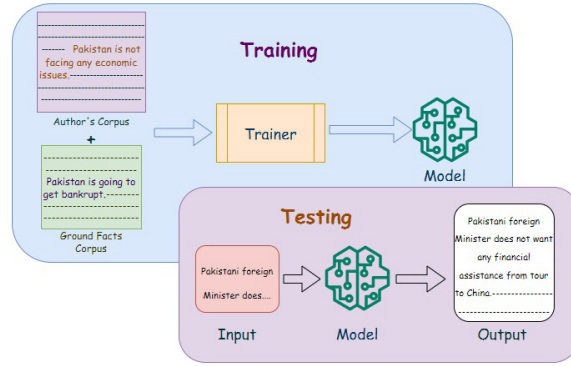 Training
Pakistan is not
facing any economic
issues.
Author's Corpus
+
Pakistan is going to
get bankrupt.
Ground Facts
Corpus
Trainer
Model
Testing
Pakistani foreign
Minister does....
Input
Model
Pakistani foreign
Minister does not want
any financial
assistance from tour
to China.
Output